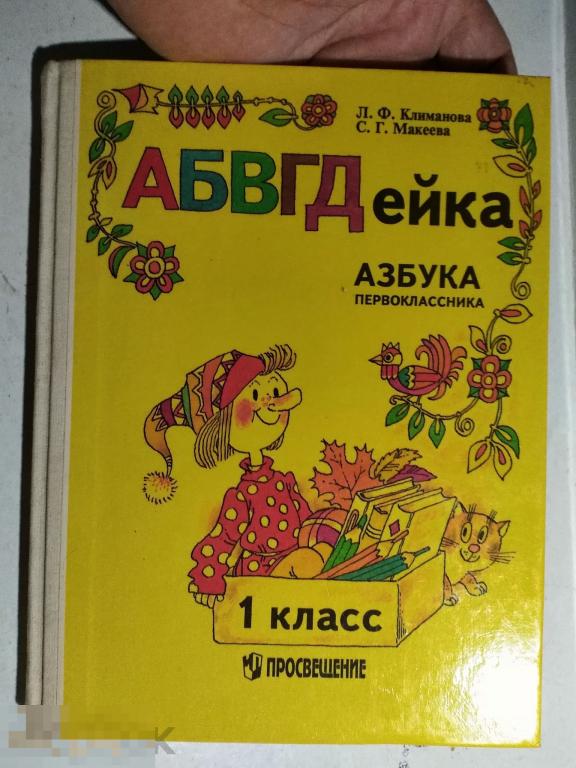 Л. Ф. Климанова
С. Г. Макеева
АБВГДейка
АЗБУКА
ПЕРВОКЛАССНИКА
1 класс
ПРОСВЕЩЕНИЕ